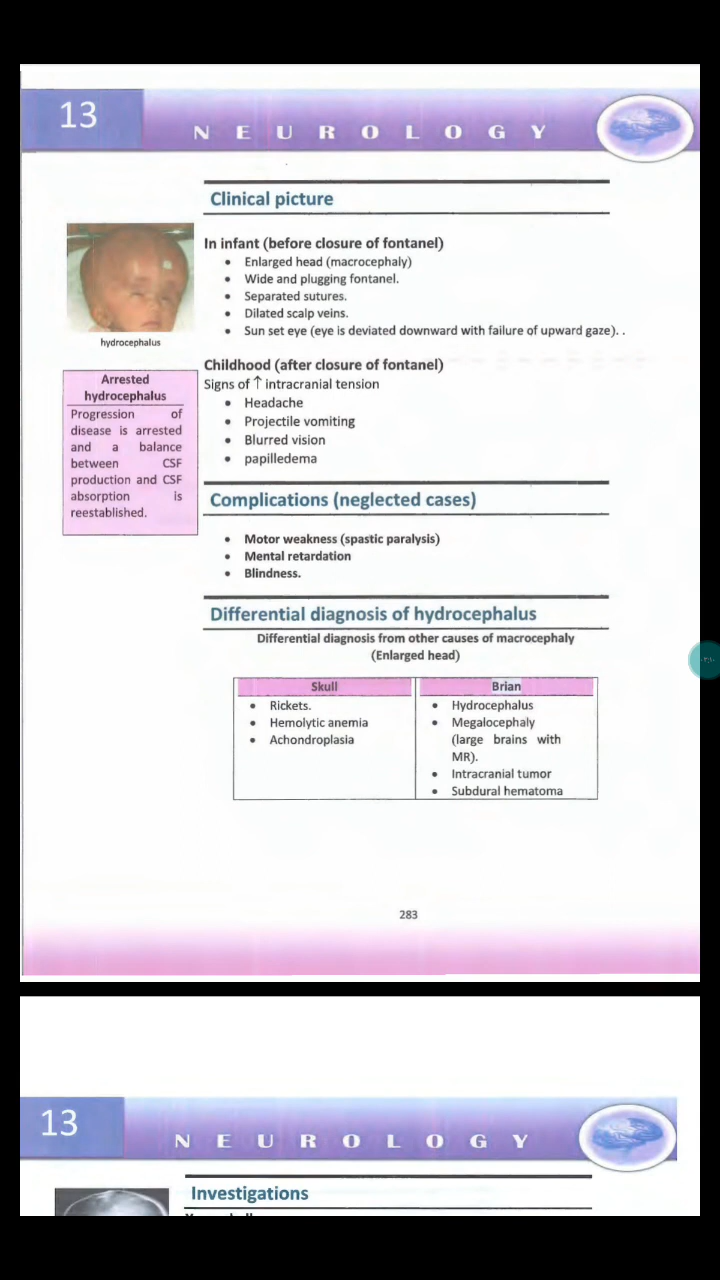 13
NEUROLOGY
Clinical picture
hydrocephalus
Arrested
hydrocephalus
Progression of
disease is arrested
and a balance
between CSF
production and CSF
absorption is
reestablished.
In infant (before closure of fontanel)
• Enlarged head (macrocephaly)
• Wide and plugging fontanel.
• Separated sutures.
• Dilated scalp veins.
• Sun set eye (eye is deviated downward with failure of upward gaze). .
Childhood (after closure of fontanel)
Signs of ↑ intracranial tension
• Headache
• Projectile vomiting
• Blurred vision
• papilledema
Complications (neglected cases)
• Motor weakness (spastic paralysis)
• Mental retardation
• Blindness.
Differential diagnosis of hydrocephalus
Differential diagnosis from other causes of macrocephaly
(Enlarged head)
Skull
• Rickets.
• Hemolytic anemia
• Achondroplasia
Brian
• Hydrocephalus
• Megalocephaly
(large brains with
MR).
• Intracranial tumor
• Subdural hematoma
283
13
NEUROLOGY
Investigations